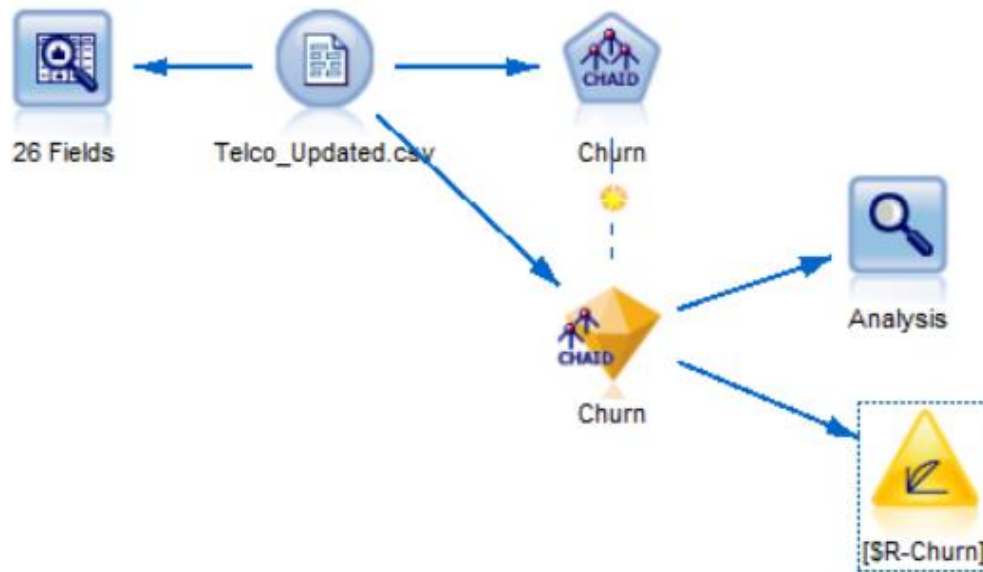 26 Fields
Telco_Updated.csv
CHAID
Churn
CHAID
Churn
Analysis
[$R-Churn]